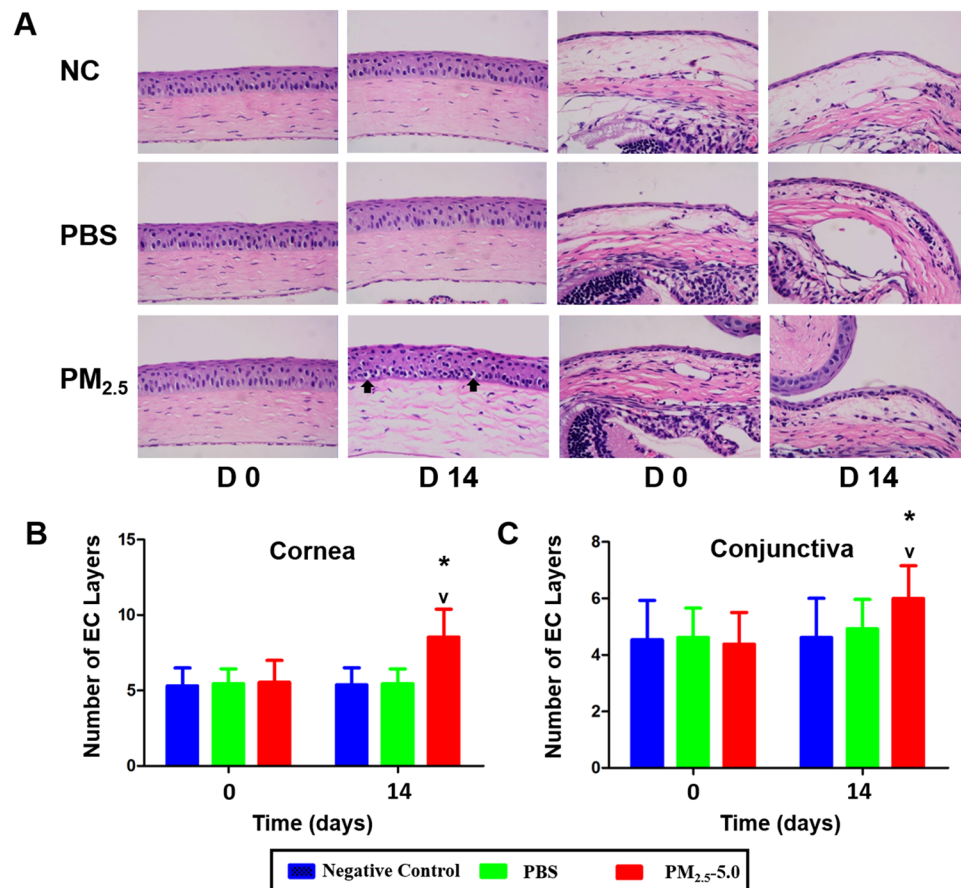 A
NC
PBS
PM2.5
D 0 D 14 D 0 D 14
B
Cornea
*
v
Number of EC Layers
15
10
5
0
0 14
Time (days)
C
Conjunctiva
*
v
Number of EC Layers
8
6
4
2
0
0 14
Time (days)
Negative Control PBS PM2.5-5.0